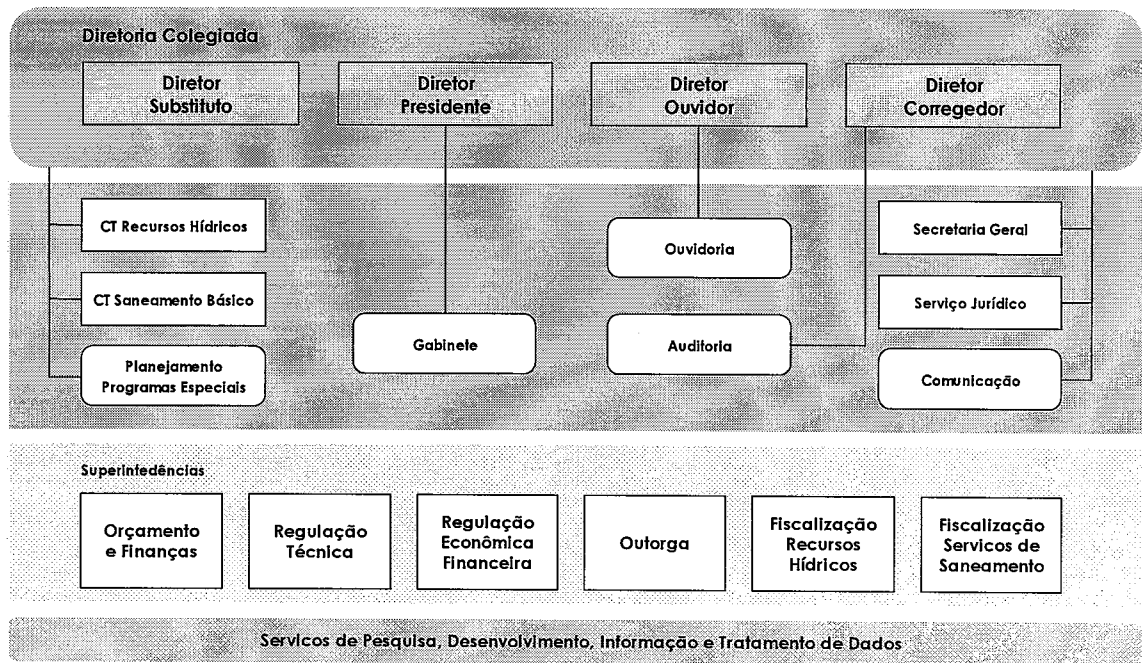 Diretoria Colegiada
Diretor
Substituto
Diretor
Presidente
Diretor
Ouvidor
Diretor
Corregedor
CT Recursos Hídricos
CT Saneamento Básico
Planejamento
Programas Especiais
Gabinete
Ouvidoria
Auditoria
Secretaria Geral
Serviço Jurídico
Comunicação
Superintedências
Orçamento
e Finanças
Regulação
Técnica
Regulação
Econômica
Financeira
Outorga
Fiscalização
Recursos
Hídricos
Fiscalização
Servicos de
Saneamento
Servicos de Pesquisa, Desenvolvimento, Informação e Tratamento de Dados